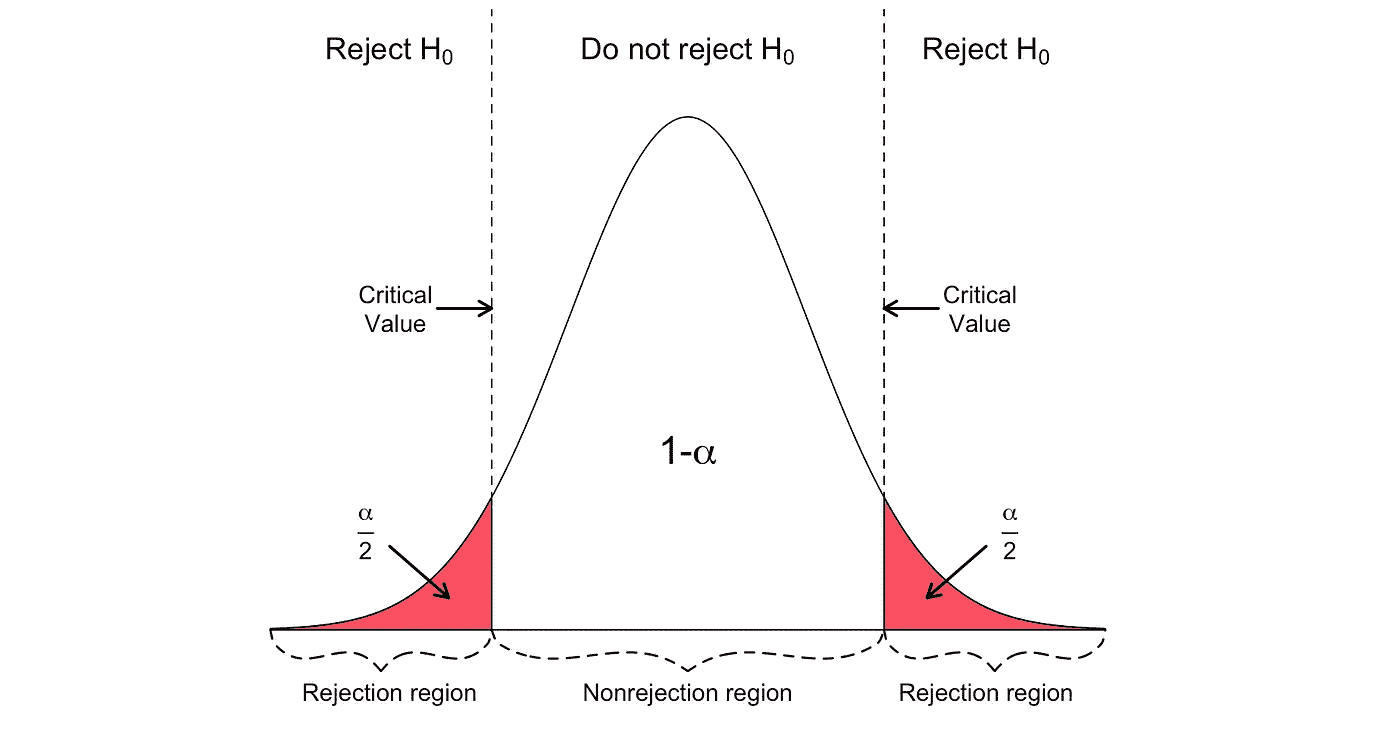 Reject H₀
Do not reject H₀
Reject H₀
Critical
Value
Critical
Value
1-α
α
2
α
2
Rejection region
Nonrejection region
Rejection region